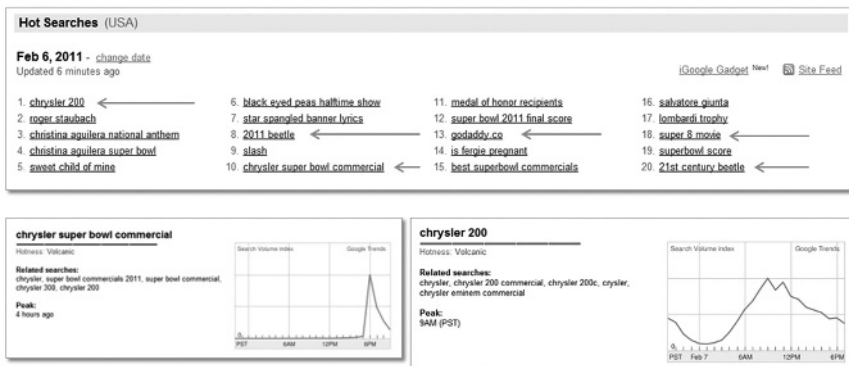 Hot Searches (USA)
Feb 6, 2011 - change date
Updated 6 minutes ago
iGoogle Gadget New! Site Feed
1. chrysler 200
2. roger staubach
3. christina aguilera national anthem
4. christina aguilera super bowl
5. sweet child of mine
6. black eyed peas halftime show
7. star spangled banner lyrics
8. 2011 beetle
9. slash
10. chrysler super bowl commercial
11. medal of honor recipients
12. super bowl 2011 final score
13. godaddy.co
14. is fergie pregnant
15. best superbowl commercials
16. salvatore giunta
17. lombardi trophy
18. super 8 movie
19. superbowl score
20. 21st century beetle
chrysler super bowl commercial
Hotness: Volcanic
Related searches:
chrysler, super bowl commercials 2011, super bowl commercial,
chrysler 300, chrysler 200
Peak:
4 hours ago
Search Volume index Google Trends
0
PST 6AM 12PM 6PM
chrysler 200
Hotness: Volcanic
Related searches:
chrysler, chrysler 200 commercial, chrysler 200c, crysler,
chrysler eminem commercial
Peak:
9AM (PST)
Search Volume index Google Trends
0
PST Feb 7 6AM 12PM 6PM